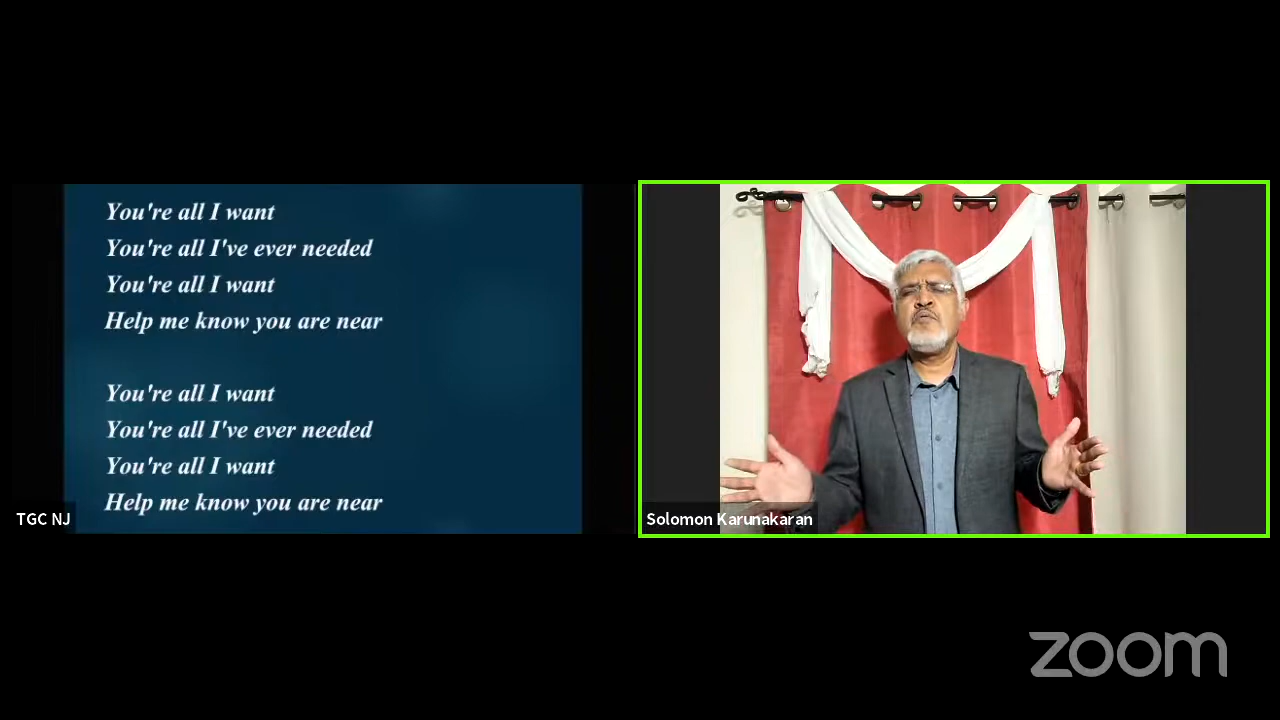 You're all I want
You're all I've ever needed
You're all I want
Help me know you are near
You're all I want
You're all I've ever needed
You're all I want
Help me know you are near
TGC NJ
Solomon Karunakaran
zoom